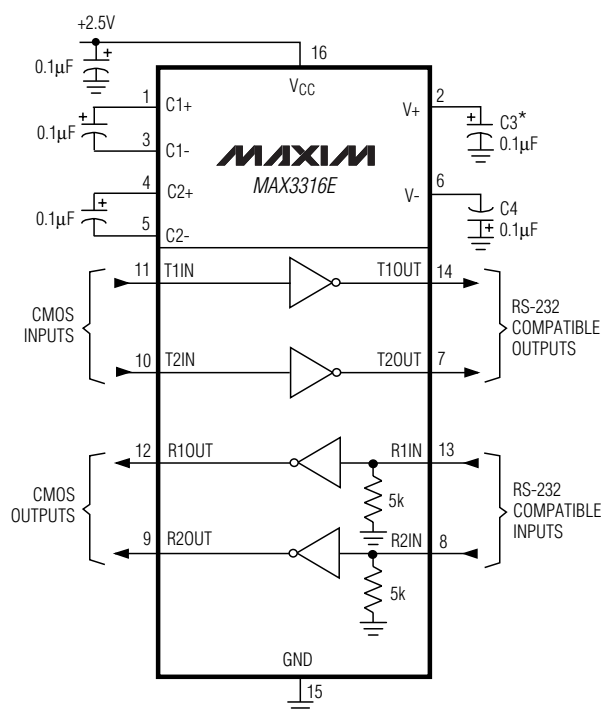 +2.5V
16
0.1µF
VCC
1
C1+
V+
2
0.1µF
C3*
0.1µF
3
C1-
MAXIM
MAX3316E
4
C2+
V-
6
0.1µF
C4
0.1µF
5
C2-
11
T1IN
T1OUT
14
CMOS
INPUTS
RS-232
COMPATIBLE
OUTPUTS
10
T2IN
T2OUT
7
12
R1OUT
R1IN
13
CMOS
OUTPUTS
5k
RS-232
COMPATIBLE
INPUTS
9
R2OUT
R2IN
8
5k
GND
15